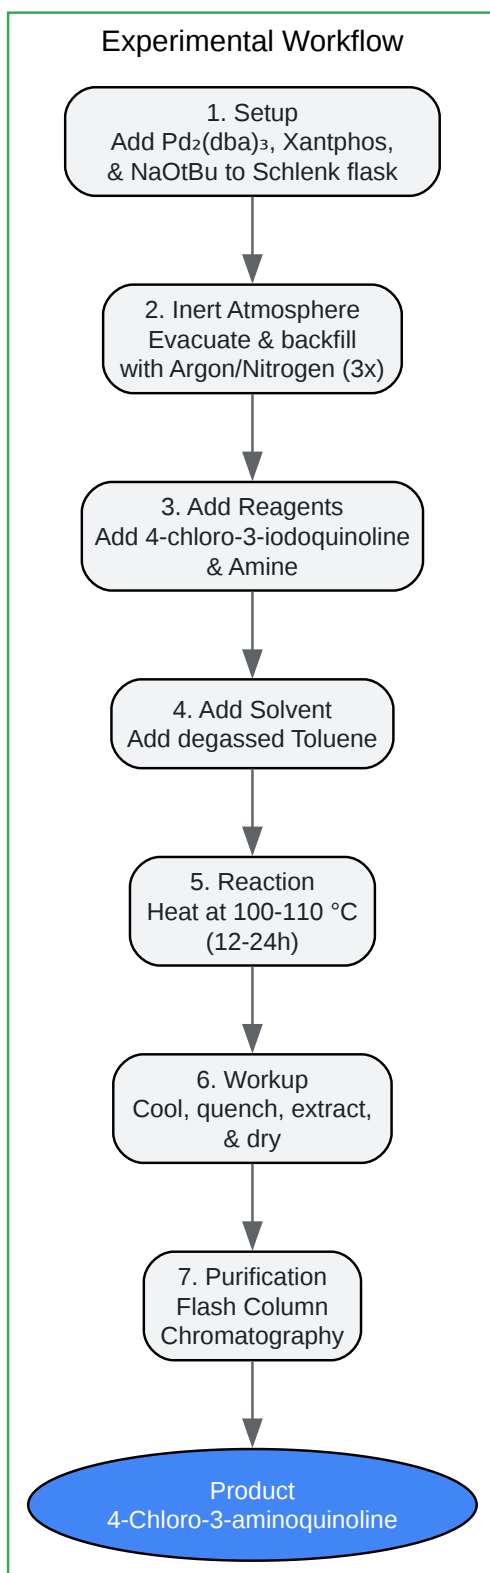 Experimental Workflow
1. Setup
Add Pd₂(dba)₃, Xantphos,
& NaOtBu to Schlenk flask
2. Inert Atmosphere
Evacuate & backfill
with Argon/Nitrogen (3x)
3. Add Reagents
Add 4-chloro-3-iodoquinoline
& Amine
4. Add Solvent
Add degassed Toluene
5. Reaction
Heat at 100-110 °C
(12-24h)
6. Workup
Cool, quench, extract,
& dry
7. Purification
Flash Column
Chromatography
Product
4-Chloro-3-aminoquinoline